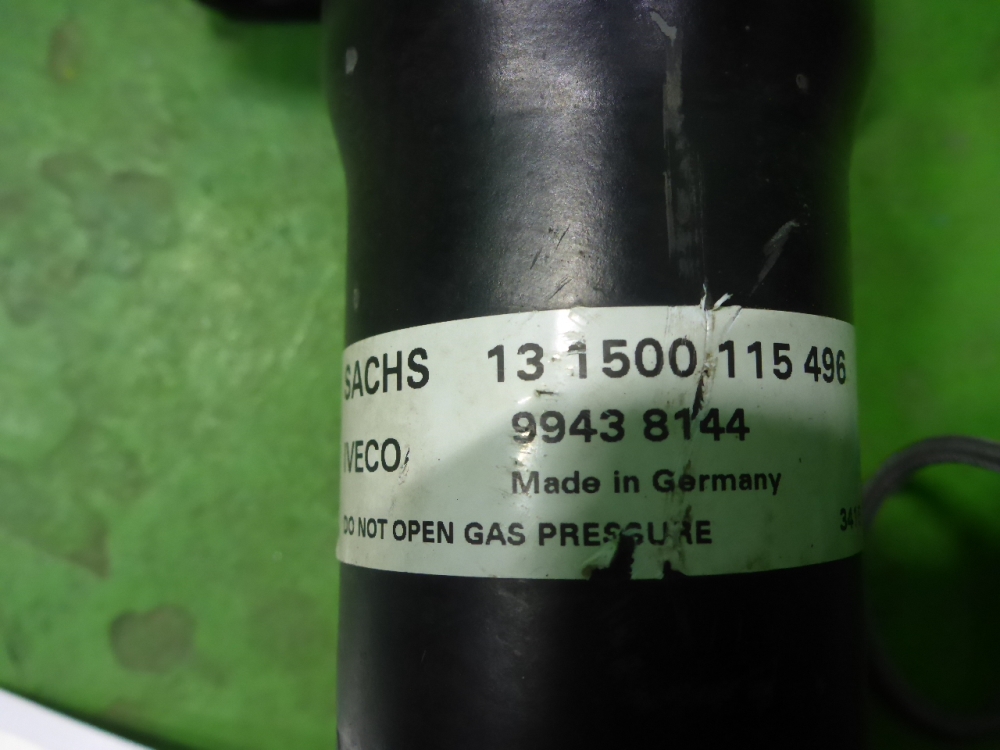 SACHS 13 1500 115 496
IVECO 9943 8144
Made in Germany
DO NOT OPEN GAS PRESSURE